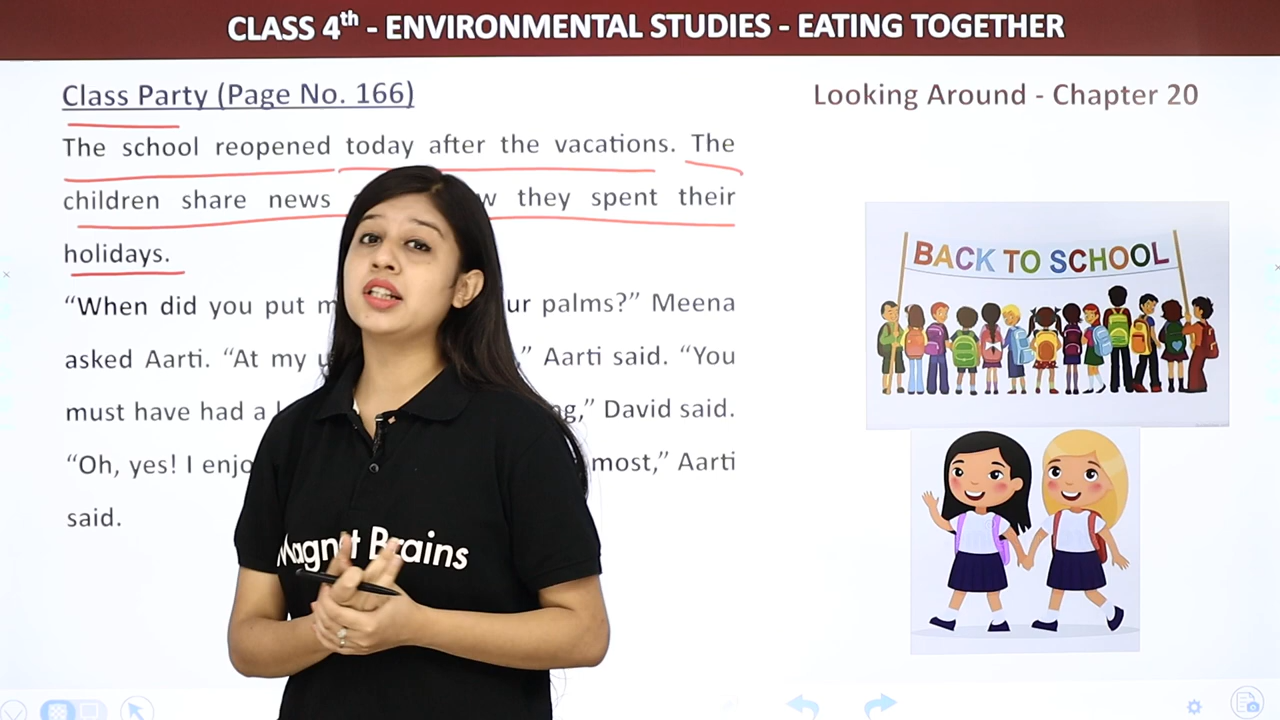 CLASS 4th - ENVIRONMENTAL STUDIES - EATING TOGETHER
Class Party (Page No. 166)
Looking Around - Chapter 20
The school reopened today after the vacations. The
children share news they spent their
holidays.
“When did you put palms?” Meena
asked Aarti. “At my Aarti said. “You
must have had a David said.
“Oh, yes! I most,” Aarti
said.
BACK TO SCHOOL
Magnet Brains